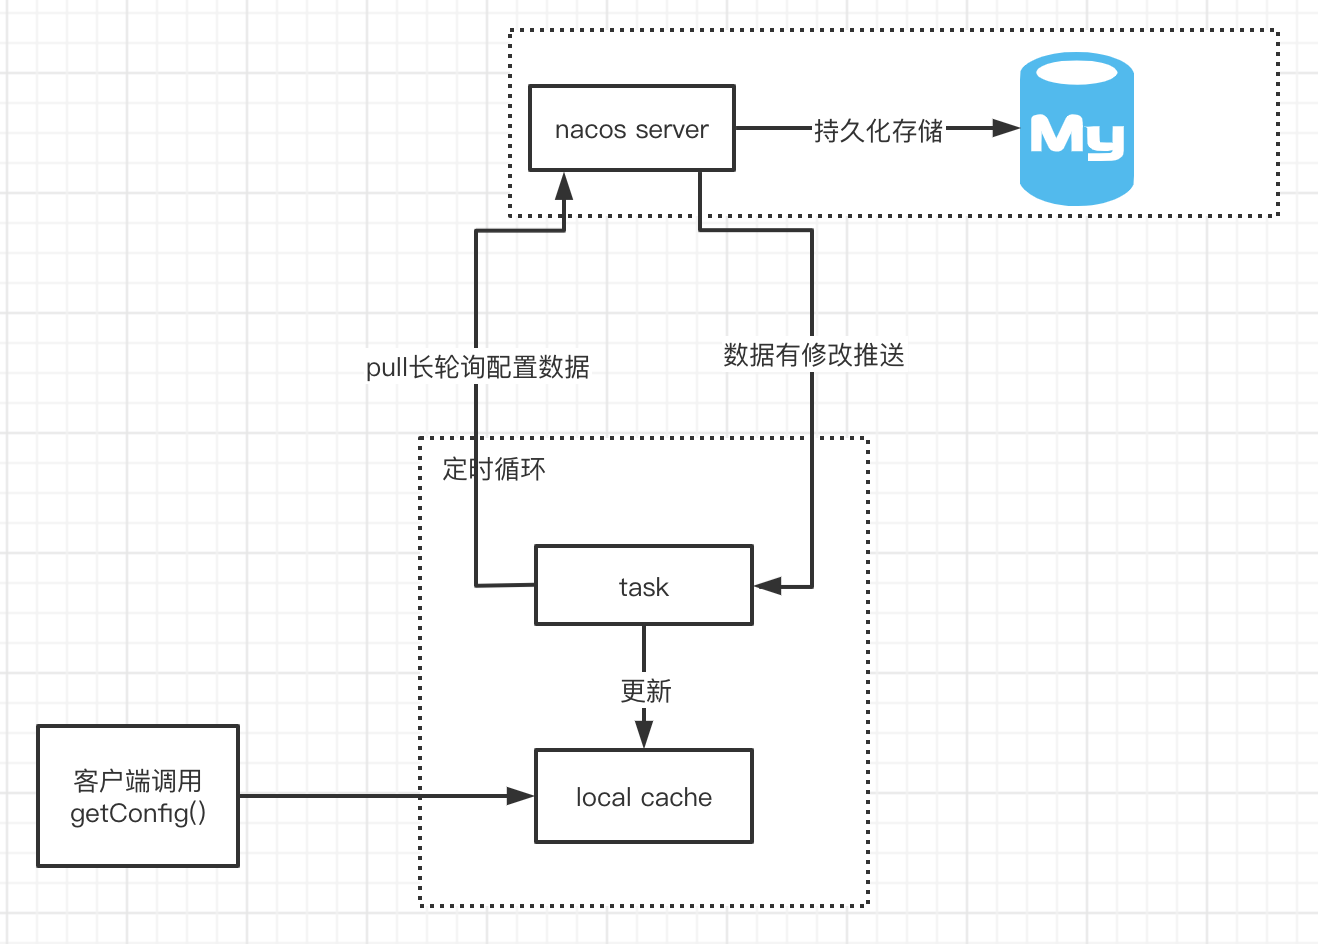 nacos server
持久化存储
My
pull长轮询配置数据
数据有修改推送
定时循环
task
更新
客户端调用
getConfig()
local cache